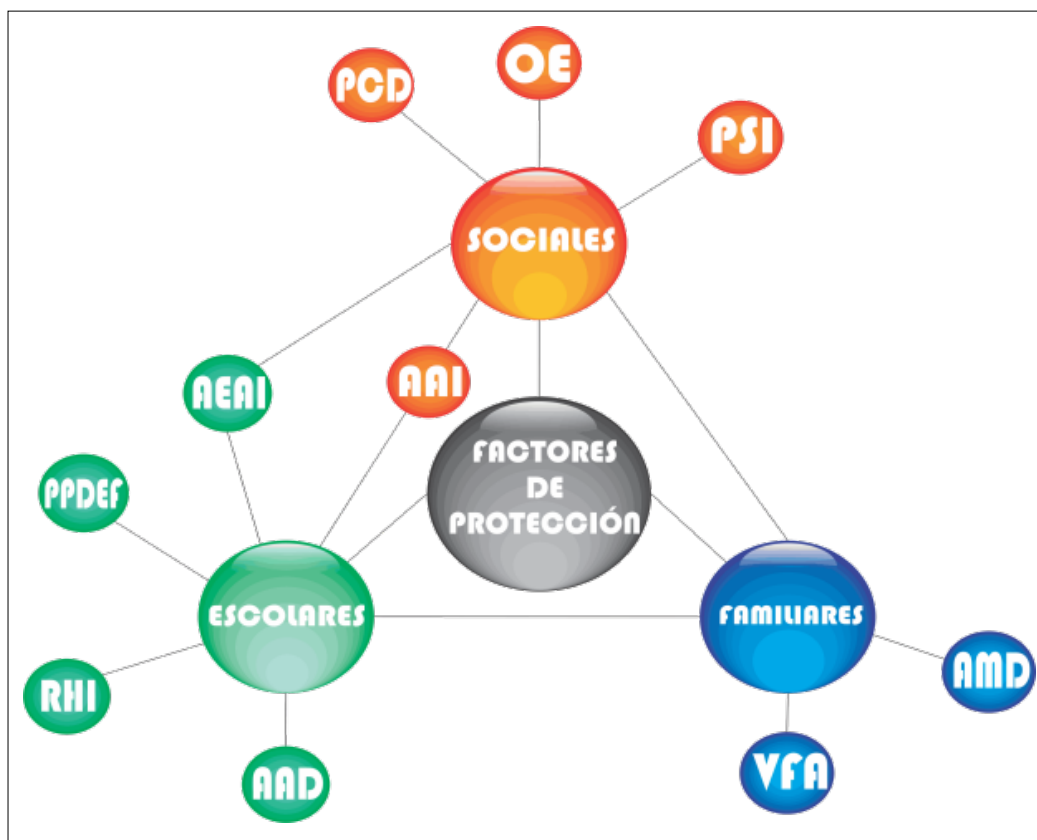 OE
PCD
PSI
SOCIALES
AAI
AEAI
FACTORES
DE
PROTECCIÓN
PPDEF
ESCOLARES
FAMILIARES
RHI
AMD
VFA
AAD